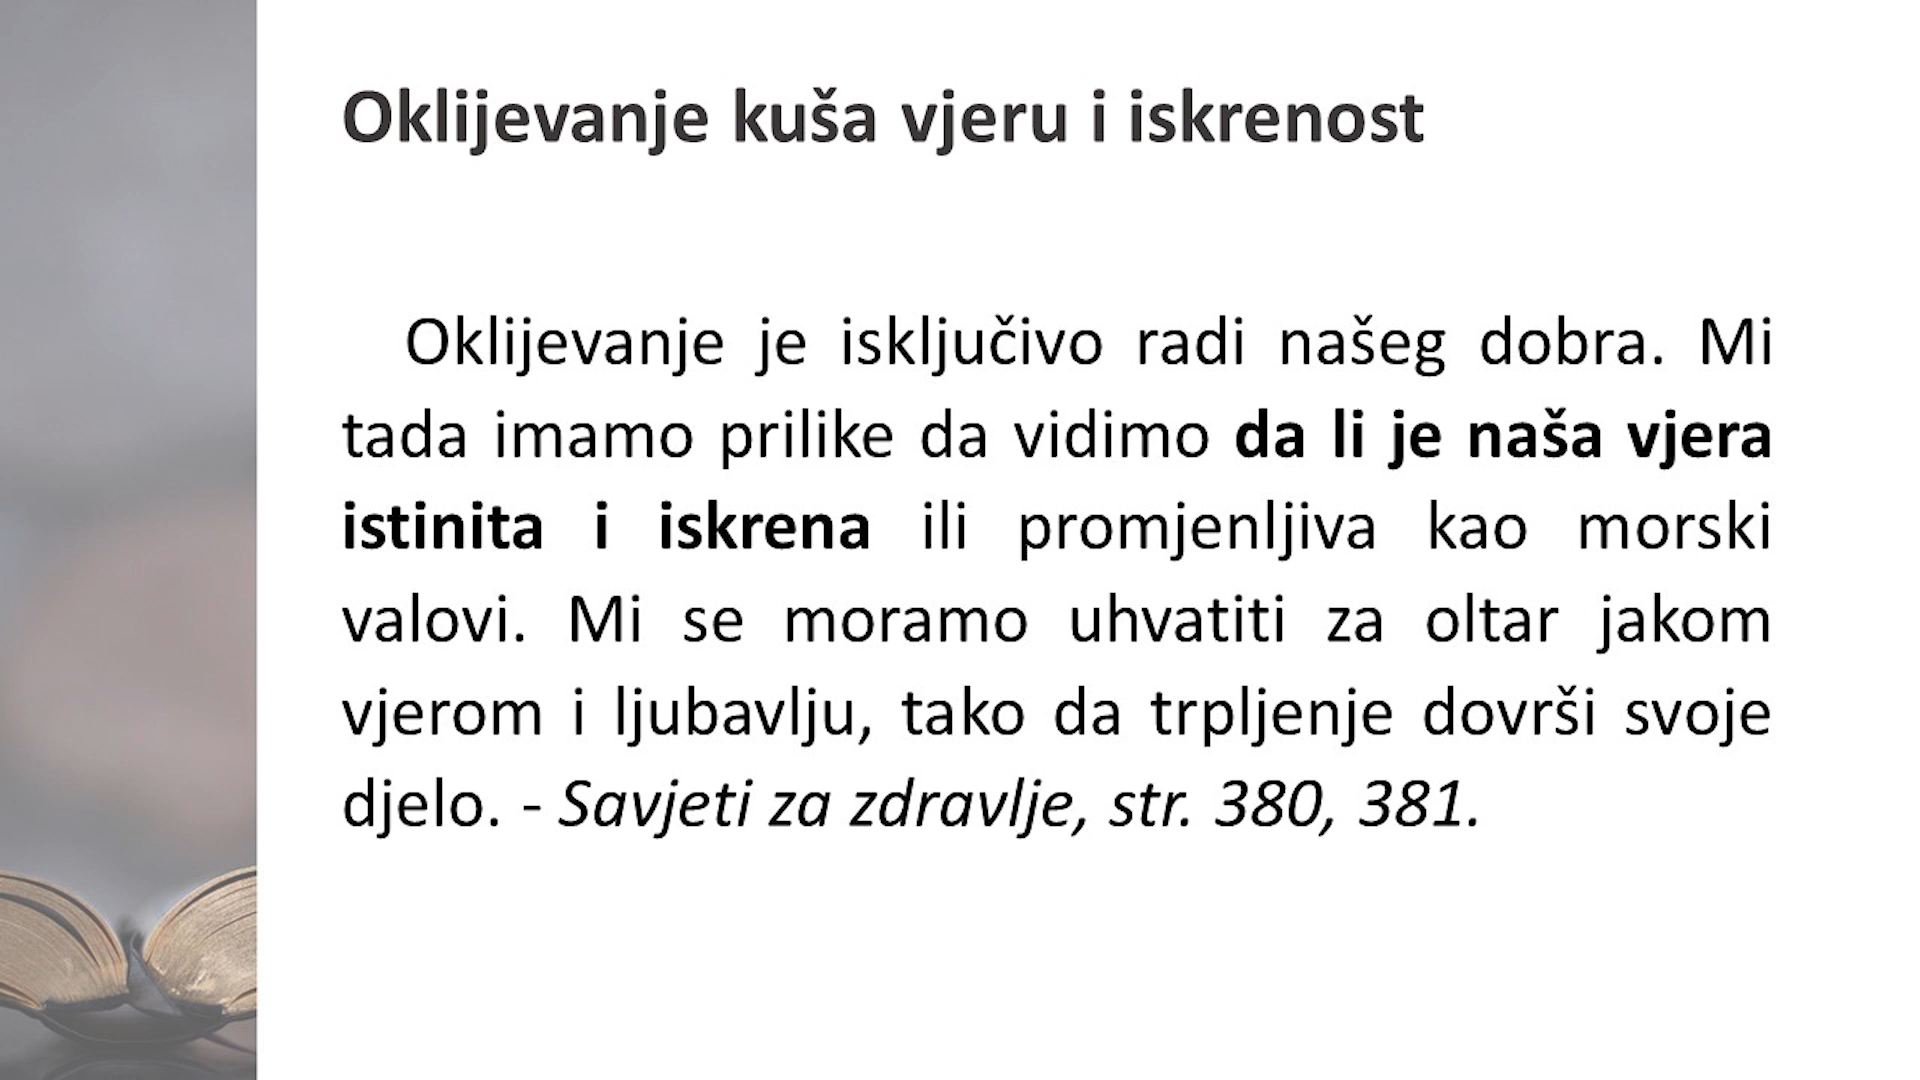 Oklijevanje kuša vjeru i iskrenost
Oklijevanje je isključivo radi našeg dobra. Mi
tada imamo prilike da vidimo da li je naša vjera
istinita i iskrena ili promjenljiva kao morski
valovi. Mi se moramo uhvatiti za oltar jakom
vjerom i ljubavlju, tako da trpljenje dovrši svoje
djelo. - Savjeti za zdravlje, str. 380, 381.